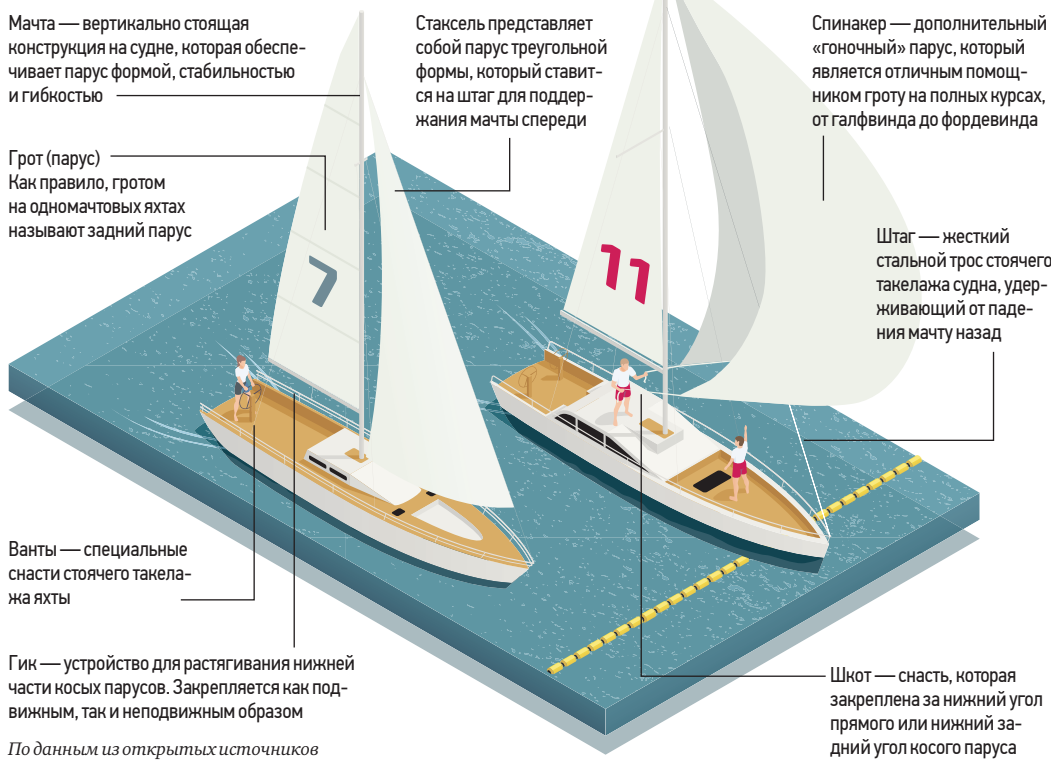 Мачта — вертикально стоящая
конструкция на судне, которая обеспе-
чивает парус формой, стабильностью
и гибкостью
Стаксель представляет
собой парус треугольной
формы, который ставит-
ся на штаг для поддер-
жания мачты спереди
Спинакер — дополнительный
«гоночный» парус, который
является отличным помощ-
ником гроту на полных курсах,
от галфвинда до фордевинда
Грот (парус)
Как правило, гротом
на одномачтовых яхтах
называют задний парус
Штаг — жесткий
стальной трос стоячего
такелажа судна, удер-
живающий от паде-
ния мачту назад
7
11
Ванты — специальные
снасти стоячего такела-
жа яхты
Гик — устройство для растягивания нижней
части косых парусов. Закрепляется как под-
вижным, так и неподвижным образом
Шкот — снасть, которая
закреплена за нижний угол
прямого или нижний за-
дний угол косого паруса
По данным из открытых источников